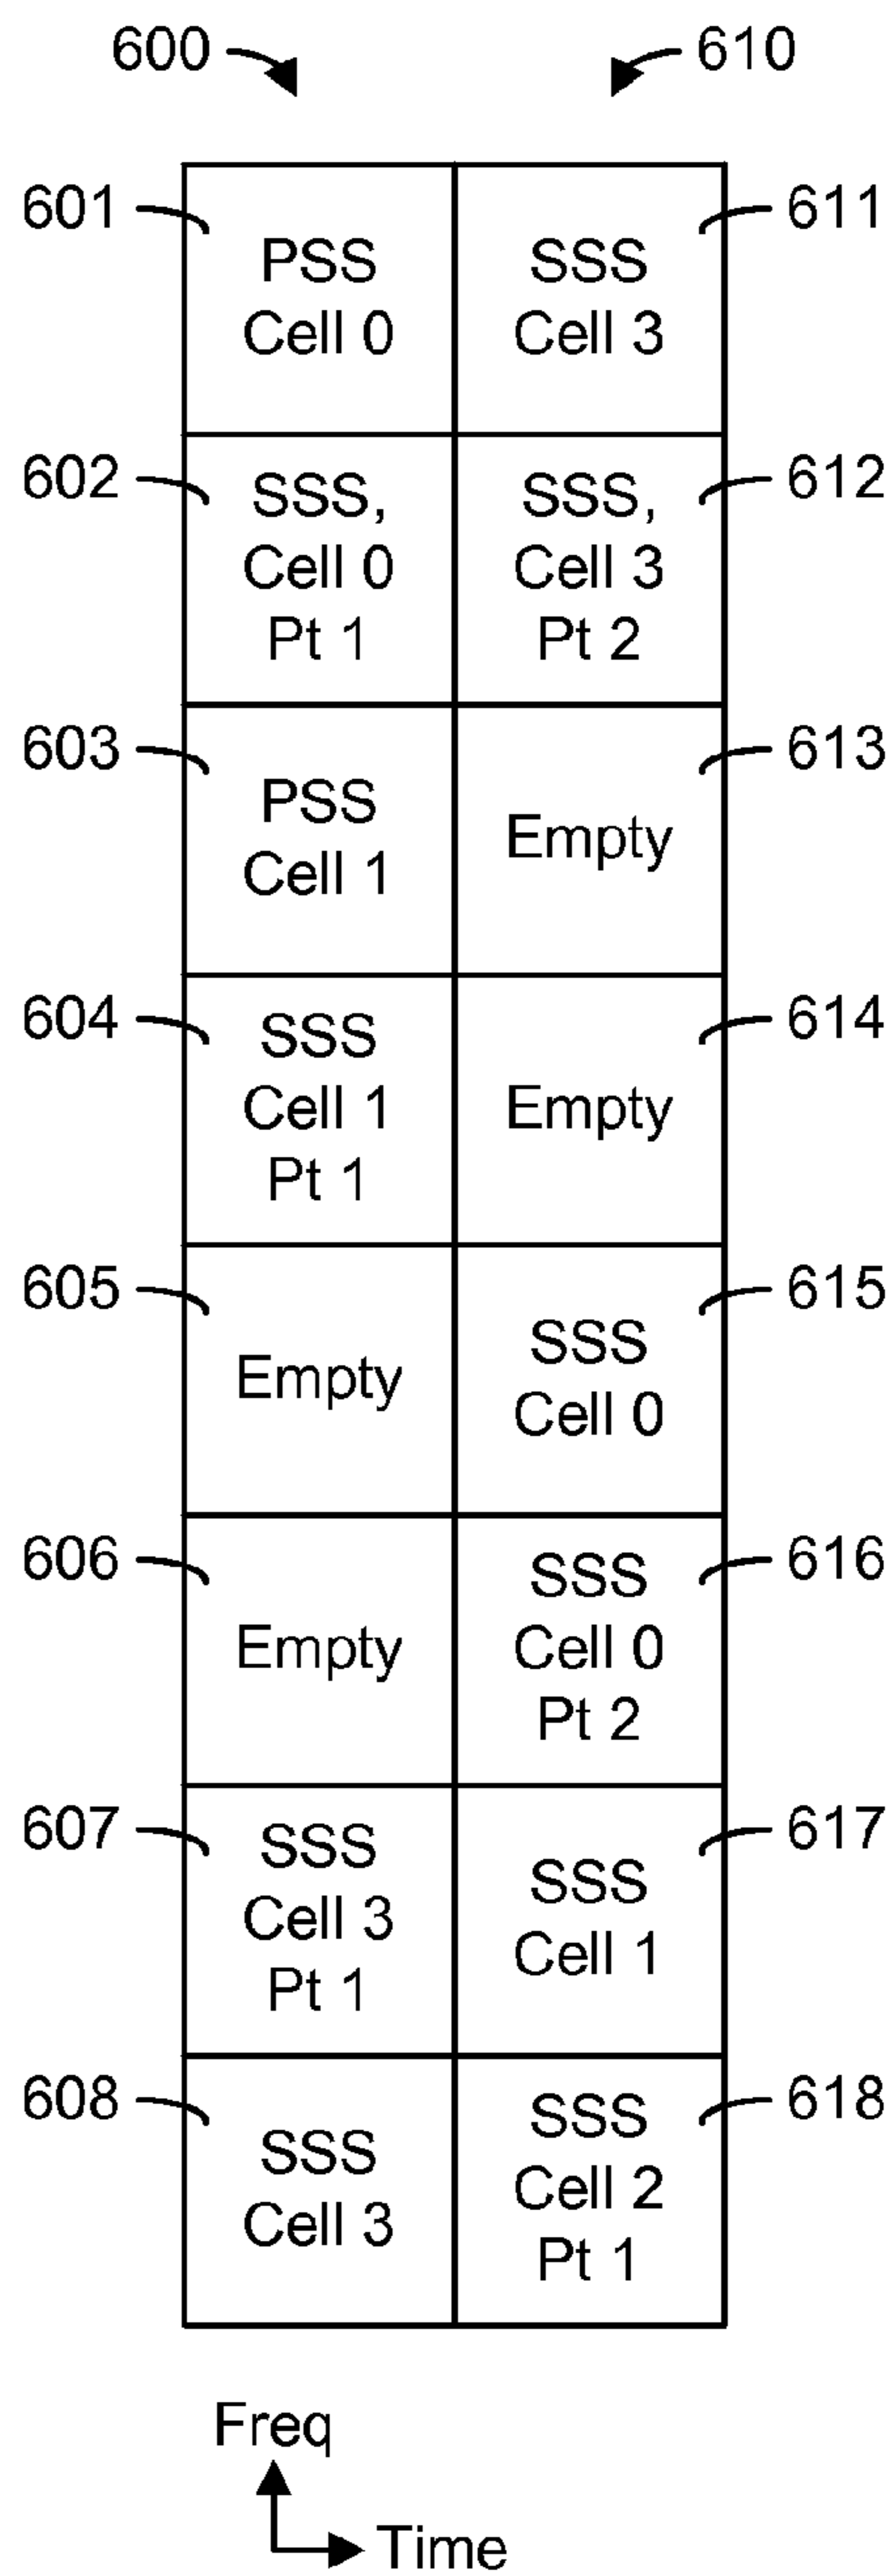 600 610
601 611
PSS SSS
Cell 0 Cell 3
602 612
SSS, SSS,
Cell 0 Cell 3
Pt 1 Pt 2
603 613
PSS
Cell 1
Empty
604 614
SSS
Cell 1
Pt 1
Empty
605 615
Empty
SSS
Cell 0
606 616
Empty
SSS
Cell 0
Pt 2
607 617
SSS
Cell 3
Pt 1
SSS
Cell 1
608 618
SSS
Cell 3
SSS
Cell 2
Pt 1
Freq
Time